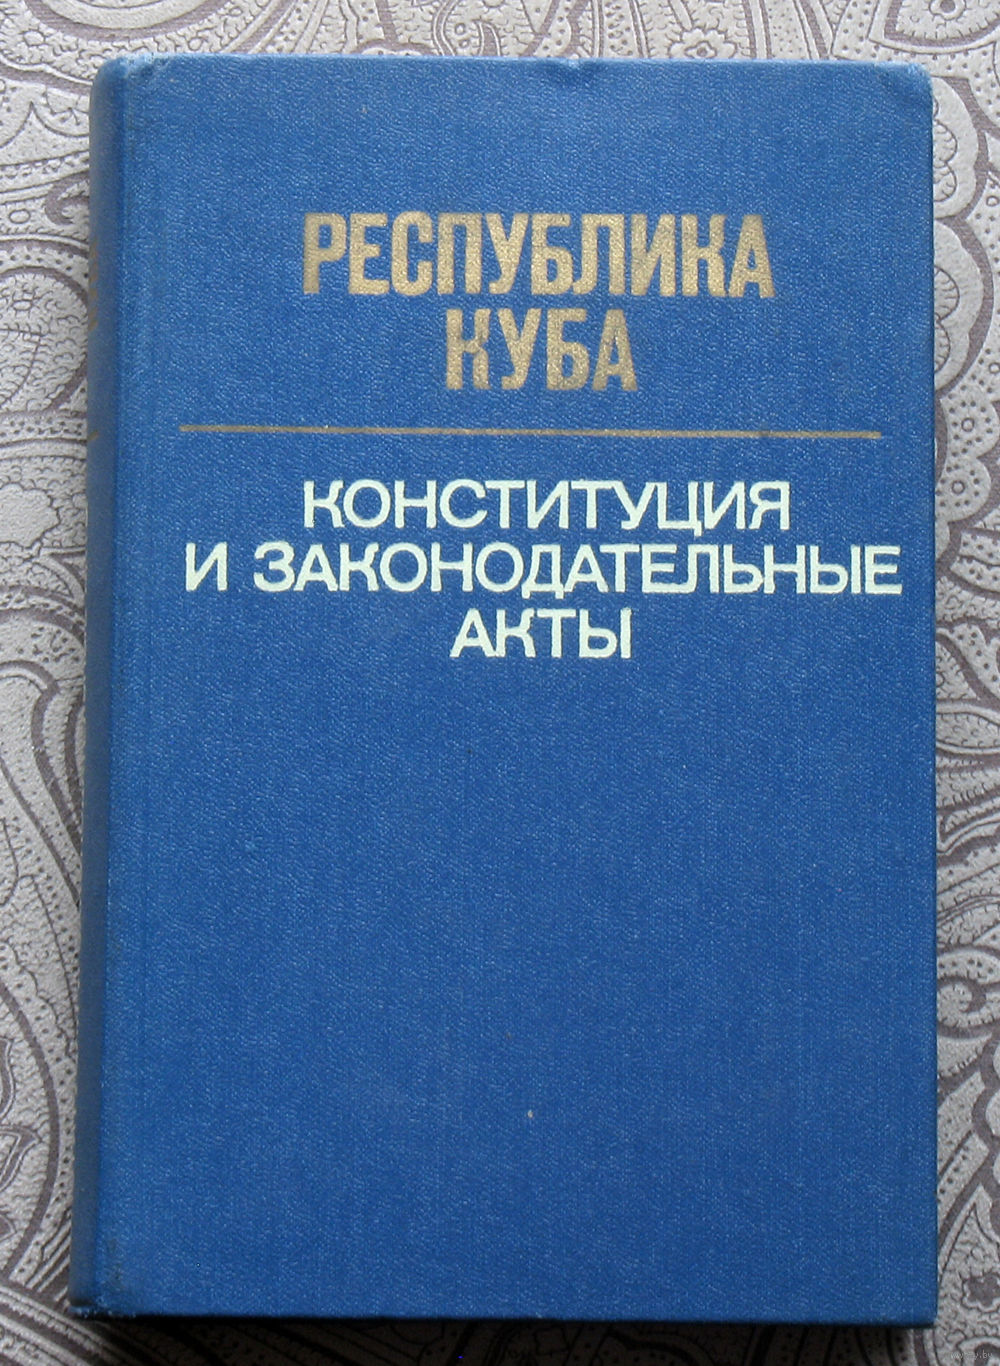 РЕСПУБЛИКА
КУБА
КОНСТИТУЦИЯ
И ЗАКОНОДАТЕЛЬНЫЕ
АКТЫ